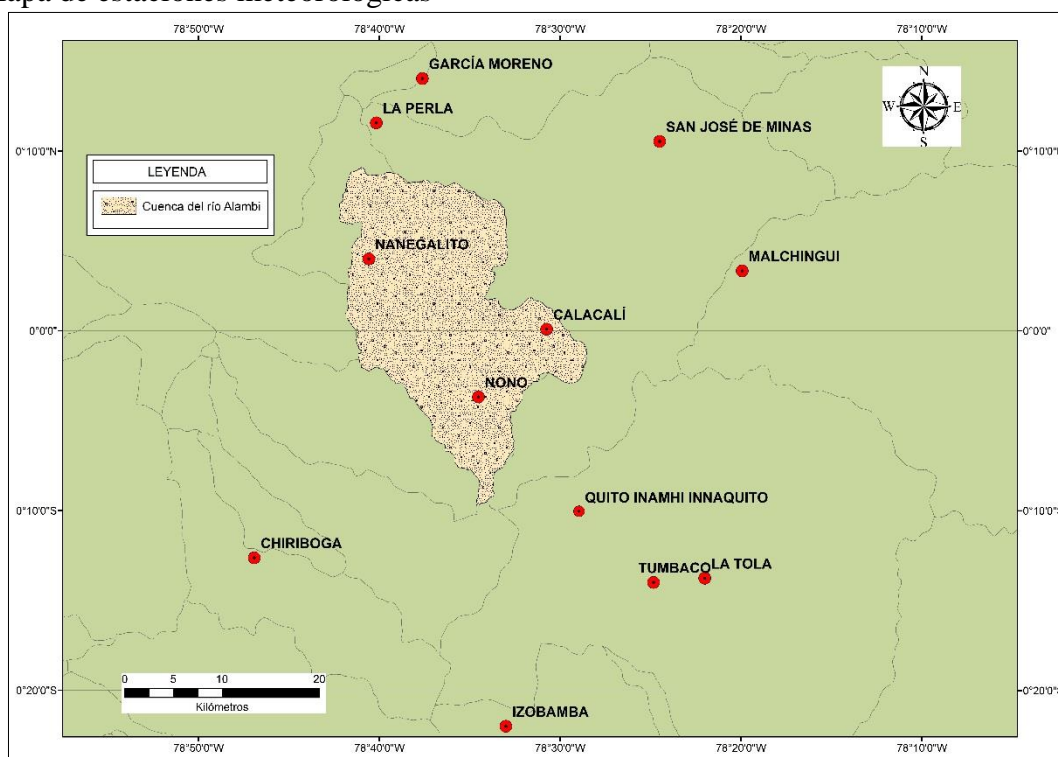 mapa de estaciones meteorológicas
78°50'0"W 78°40'0"W 78°30'0"W 78°20'0"W 78°10'0"W
GARCÍA MORENO
N
LA PERLA
W E
SAN JOSÉ DE MINAS
S
0°10'0"N 0°10'0"N
LEYENDA
Cuenca del río Alambi
NANEGALITO
MALCHINGUI
CALACALÍ
0°0'0" 0°0'0"
NONO
QUITO INAMHI INNAQUITO
0°10'0"S 0°10'0"S
CHIRIBOGA
TUMBACO LA TOLA
0 5 10 20
Kilómetros
0°20'0"S 0°20'0"S
IZOBAMBA
78°50'0"W 78°40'0"W 78°30'0"W 78°20'0"W 78°10'0"W